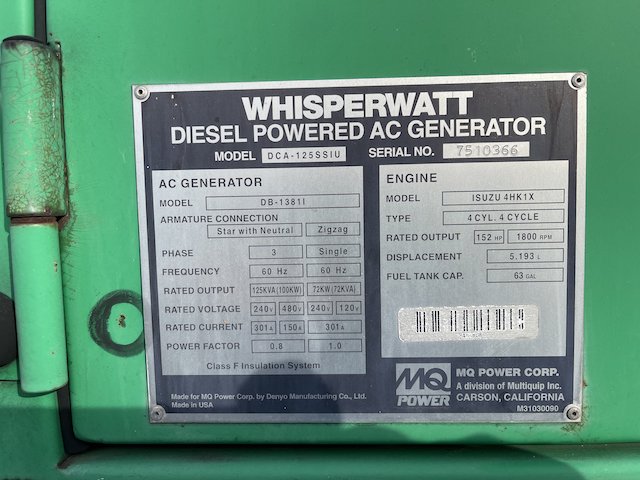 WHISPERWATT
DIESEL POWERED AC GENERATOR
MODEL DCA-125SSIU SERIAL NO. 7510366
AC GENERATOR
MODEL DB-1381I
ARMATURE CONNECTION
Star with Neutral Zigzag
PHASE 3 Single
FREQUENCY 60 Hz 60 Hz
RATED OUTPUT 125KVA (100KW) 72KW (72KVA)
RATED VOLTAGE 240V 480V 240V 120V
RATED CURRENT 301A 150A 301A
POWER FACTOR 0.8 1.0
Class F Insulation System
ENGINE
MODEL ISUZU 4HK1X
TYPE 4 CYL. 4 CYCLE
RATED OUTPUT 152 HP 1800 RPM
DISPLACEMENT 5.193 L
FUEL TANK CAP. 63 GAL
Made for MQ Power Corp. by Denyo Manufacturing Co., Ltd.
Made in USA
MQ
POWER
MQ POWER CORP.
A division of Multiquip Inc.
CARSON, CALIFORNIA
M31030090